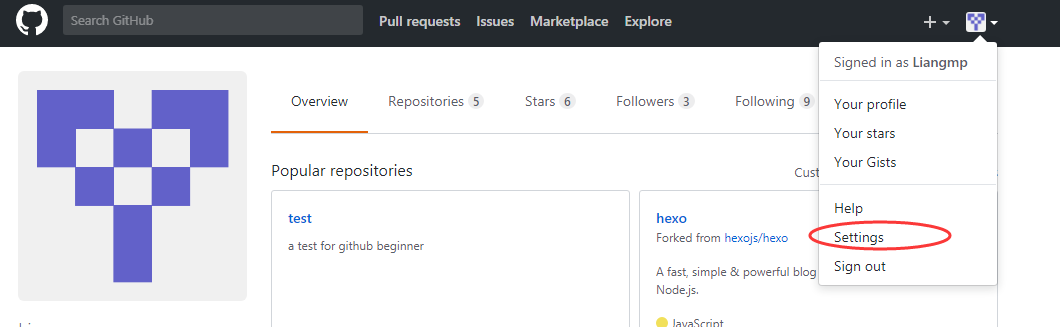 Search GitHub Pull requests Issues Marketplace Explore
Signed in as Liangmp
Overview Repositories 5 Stars 6 Followers 3 Following 9
Your profile
Your stars
Your Gists
Popular repositories
Help
Settings
Sign out
test
a test for github beginner
hexo
Forked from hexojs/hexo
A fast, simple & powerful blog
Node.js.
JavaScript